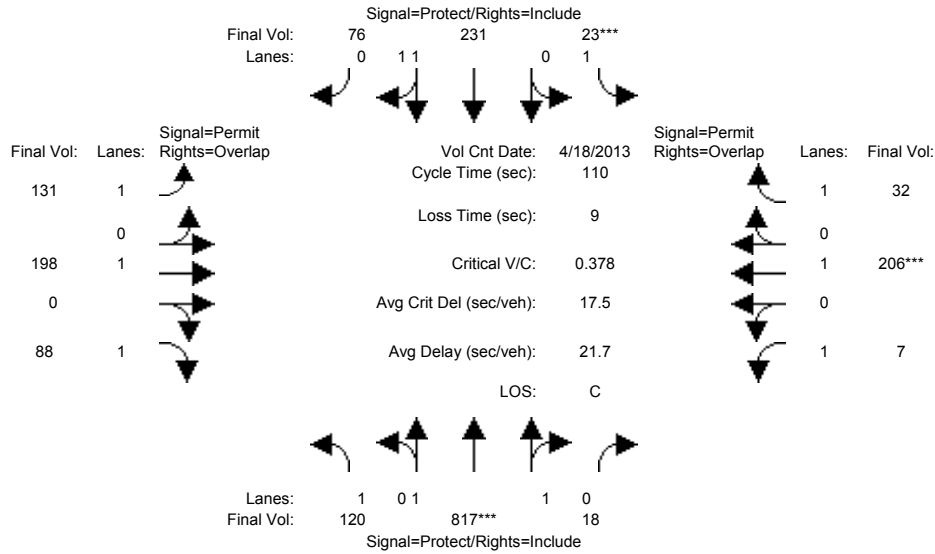 Signal=Protect/Rights=Include
Final Vol: 76 231 23***
Lanes: 0 1 1 0 1
Signal=Permit Signal=Permit
Final Vol: Lanes: Rights=Overlap Vol Cnt Date: 4/18/2013 Rights=Overlap Lanes: Final Vol:
Cycle Time (sec): 110
131 1 1 32
Loss Time (sec): 9
0 0
198 1 Critical V/C: 0.378 1 206***
0 0 Avg Crit Del (sec/veh): 17.5 0
88 1 Avg Delay (sec/veh): 21.7 1 7
LOS: C
Lanes: 1 0 1 1 0
Final Vol: 120 817*** 18
Signal=Protect/Rights=Include